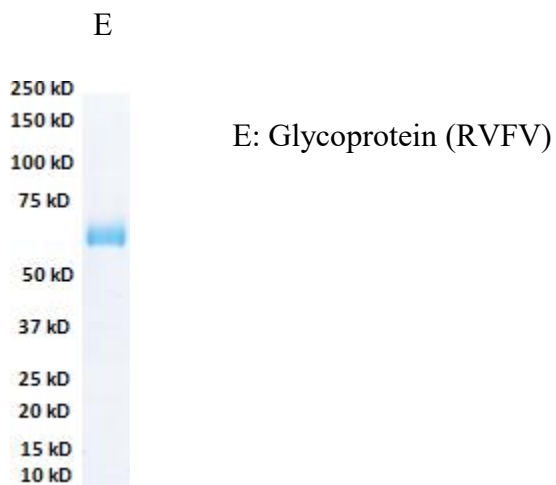 E
250 kD
150 kD
E: Glycoprotein (RVFV)
100 kD
75 kD
50 kD
37 kD
25 kD
20 kD
15 kD
10 kD